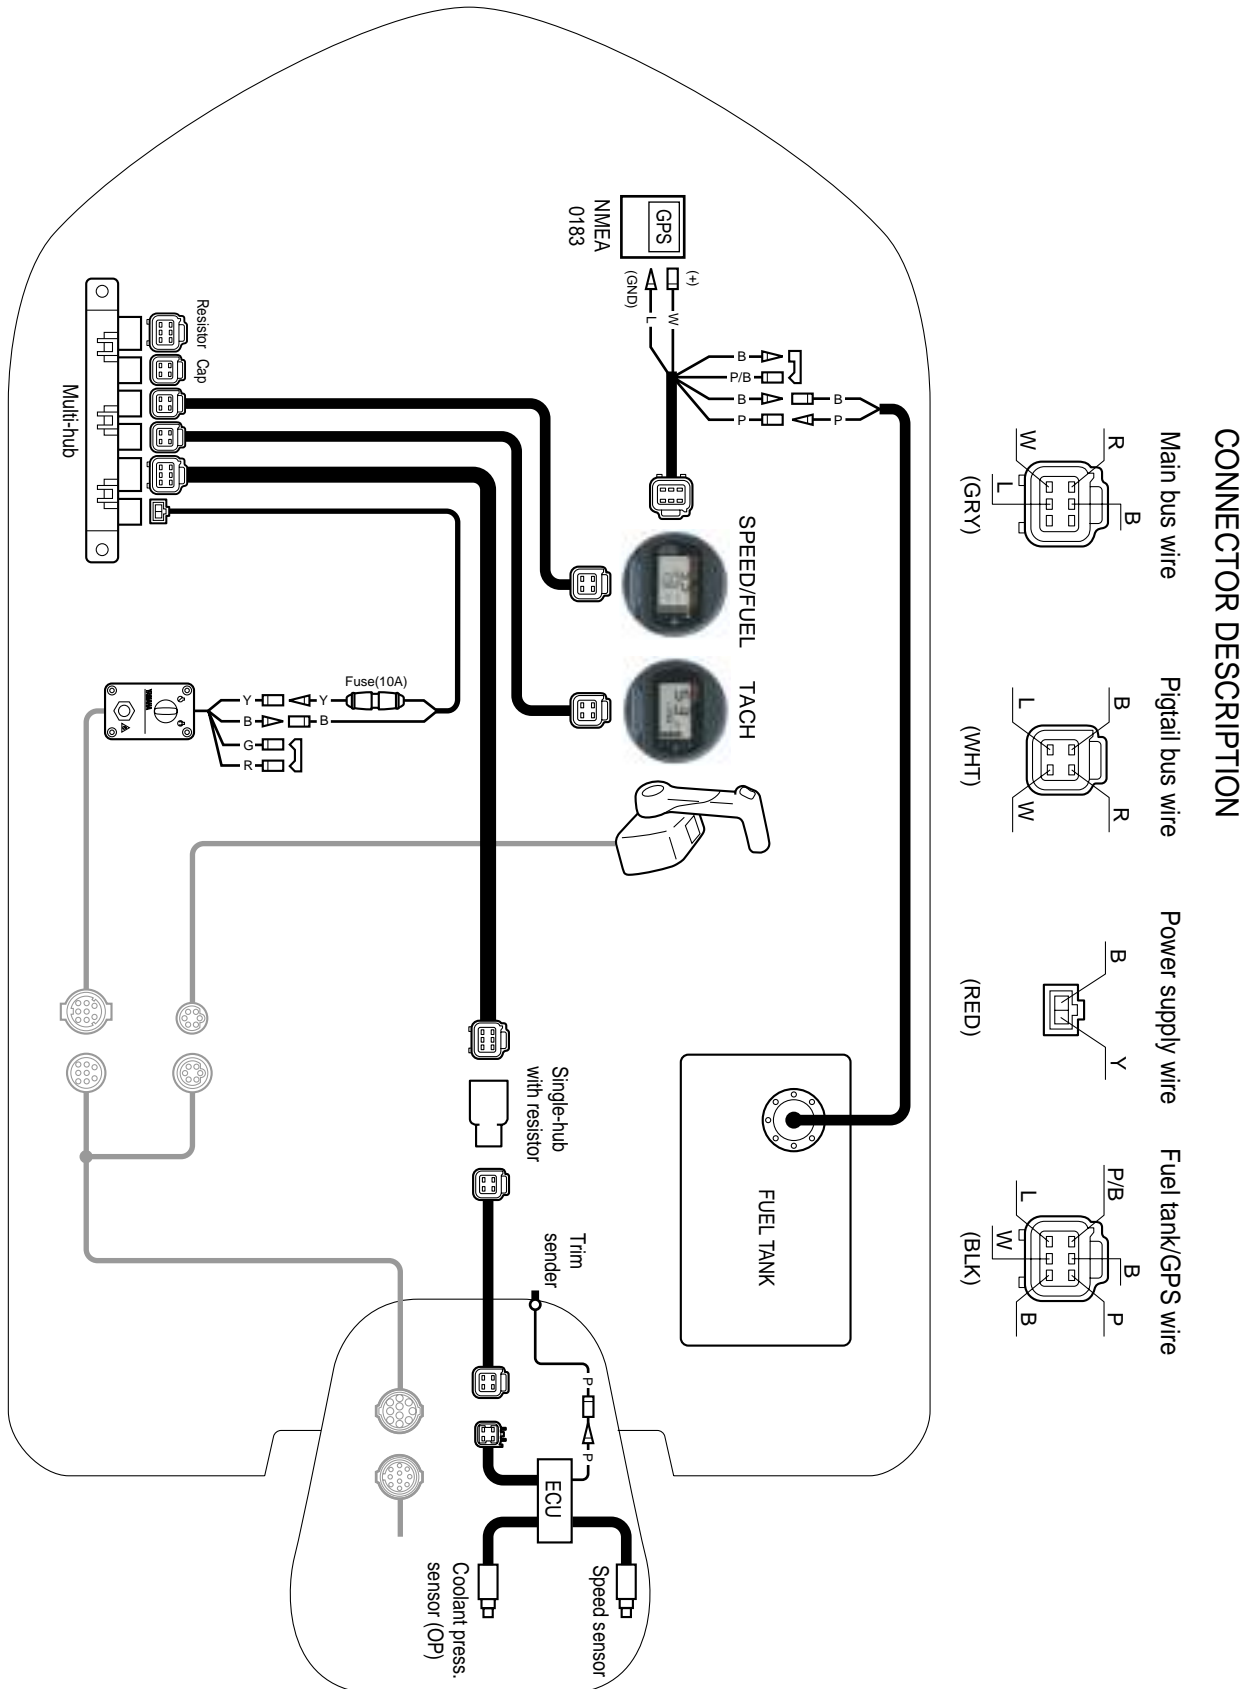 CONNECTOR DESCRIPTION
Main bus wire
R
B
W
L
(GRY)
Pigtail bus wire
B
R
L
W
(WHT)
Power supply wire
B
Y
(RED)
Fuel tank/GPS wire
P/B
B
P
L
W
B
(BLK)
GPS
NMEA
0183
(+)
(GND)
W
L
B
P/B
B
B
P
P
SPEED/FUEL
TACH
FUEL TANK
Resistor
Cap
Multi-hub
Fuse(10A)
Y
Y
B
B
G
R
YAMAHA
Single-hub
with resistor
Trim
sender
P
P
ECU
Speed sensor
Coolant press.
sensor (OP)